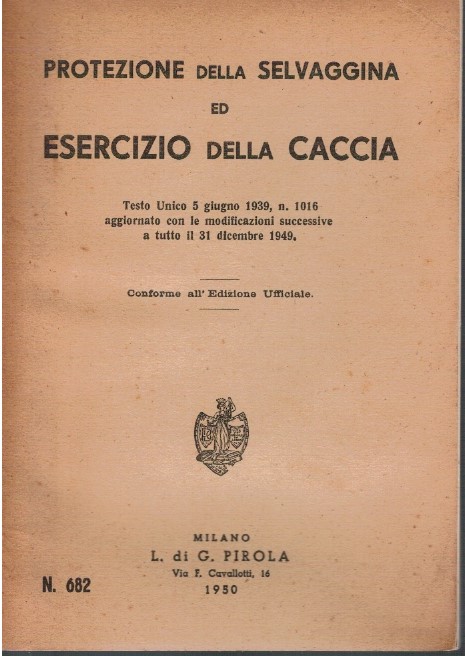 PROTEZIONE DELLA SELVAGGINA
ED
ESERCIZIO DELLA CACCIA
Testo Unico 5 giugno 1939, n. 1016
aggiornato con le modificazioni successive
a tutto il 31 dicembre 1949.
Conforme all' Edizione Ufficiale.
MILANO
L. di G. PIROLA
Via F. Cavallotti, 16
1950
N. 682